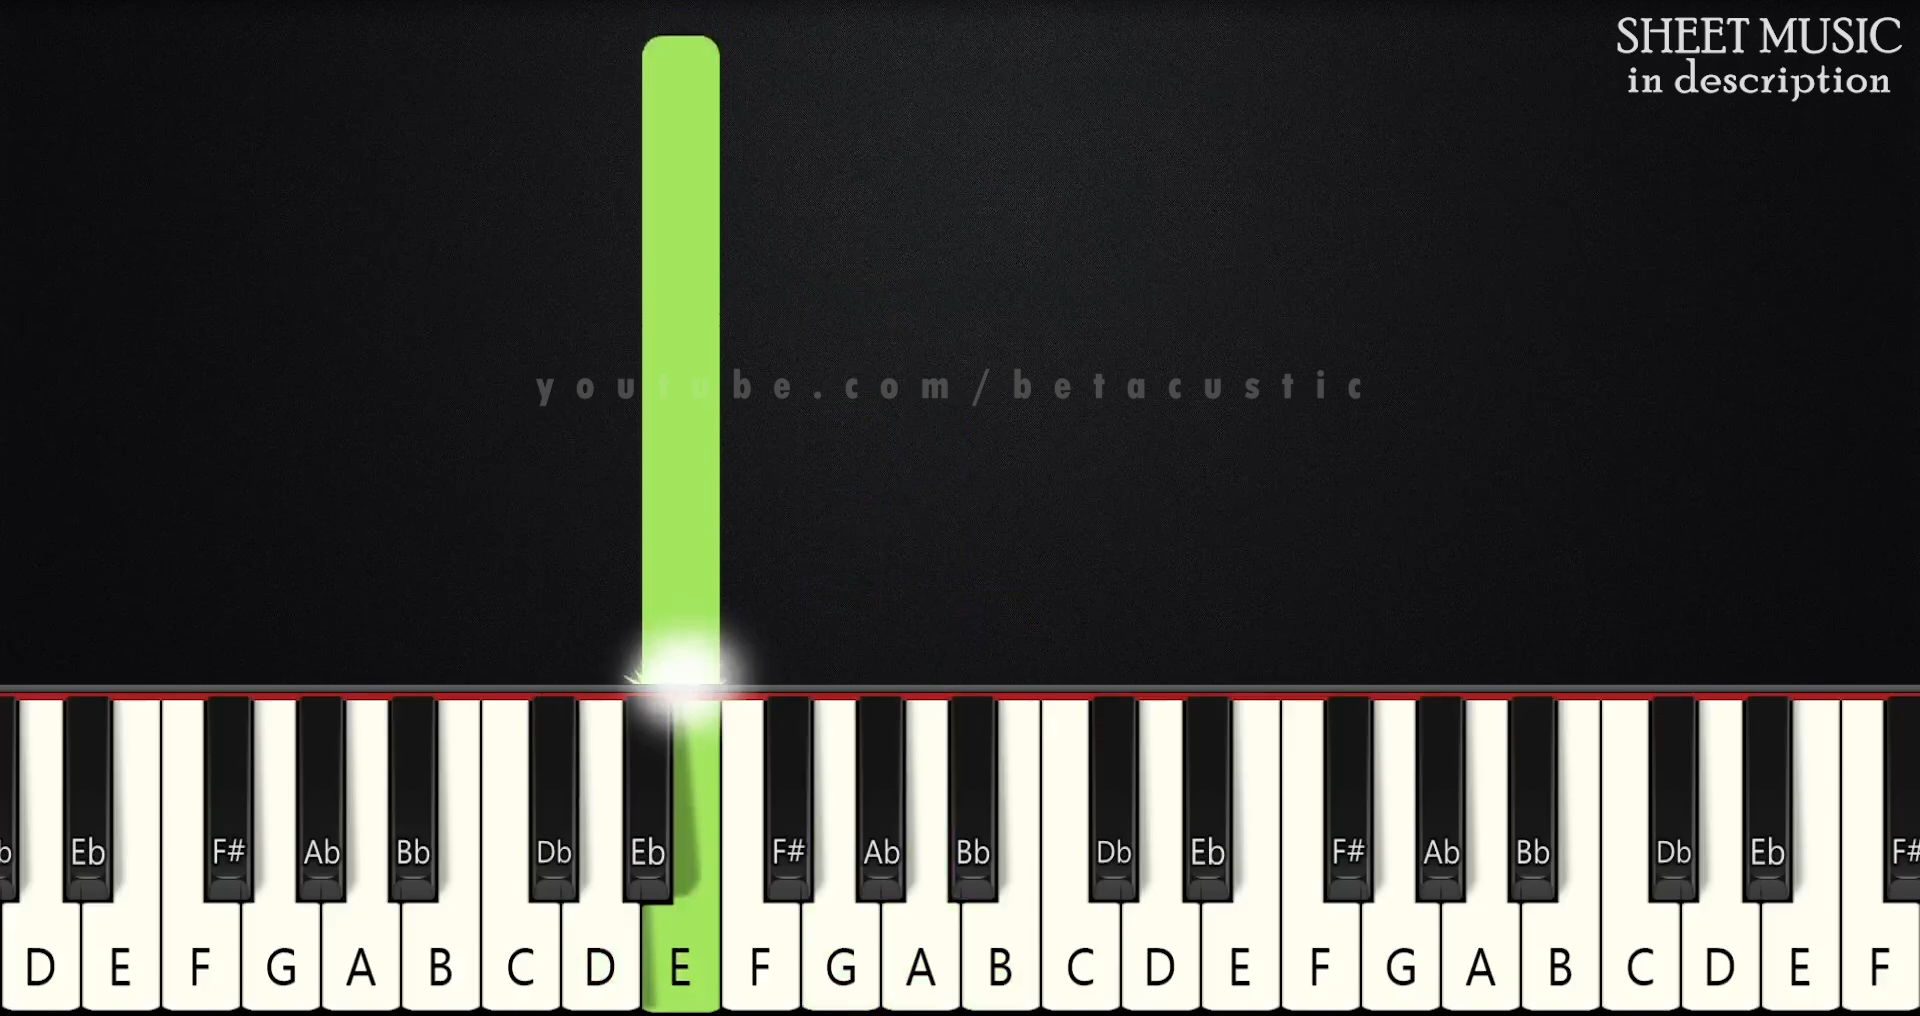 SHEET MUSIC
in description
youtube.com/betacustic
Eb F# Ab Bb Db Eb F# Ab Bb Db Eb F# Ab Bb Db Eb F#
D E F G A B C D E F G A B C D E F G A B C D E F